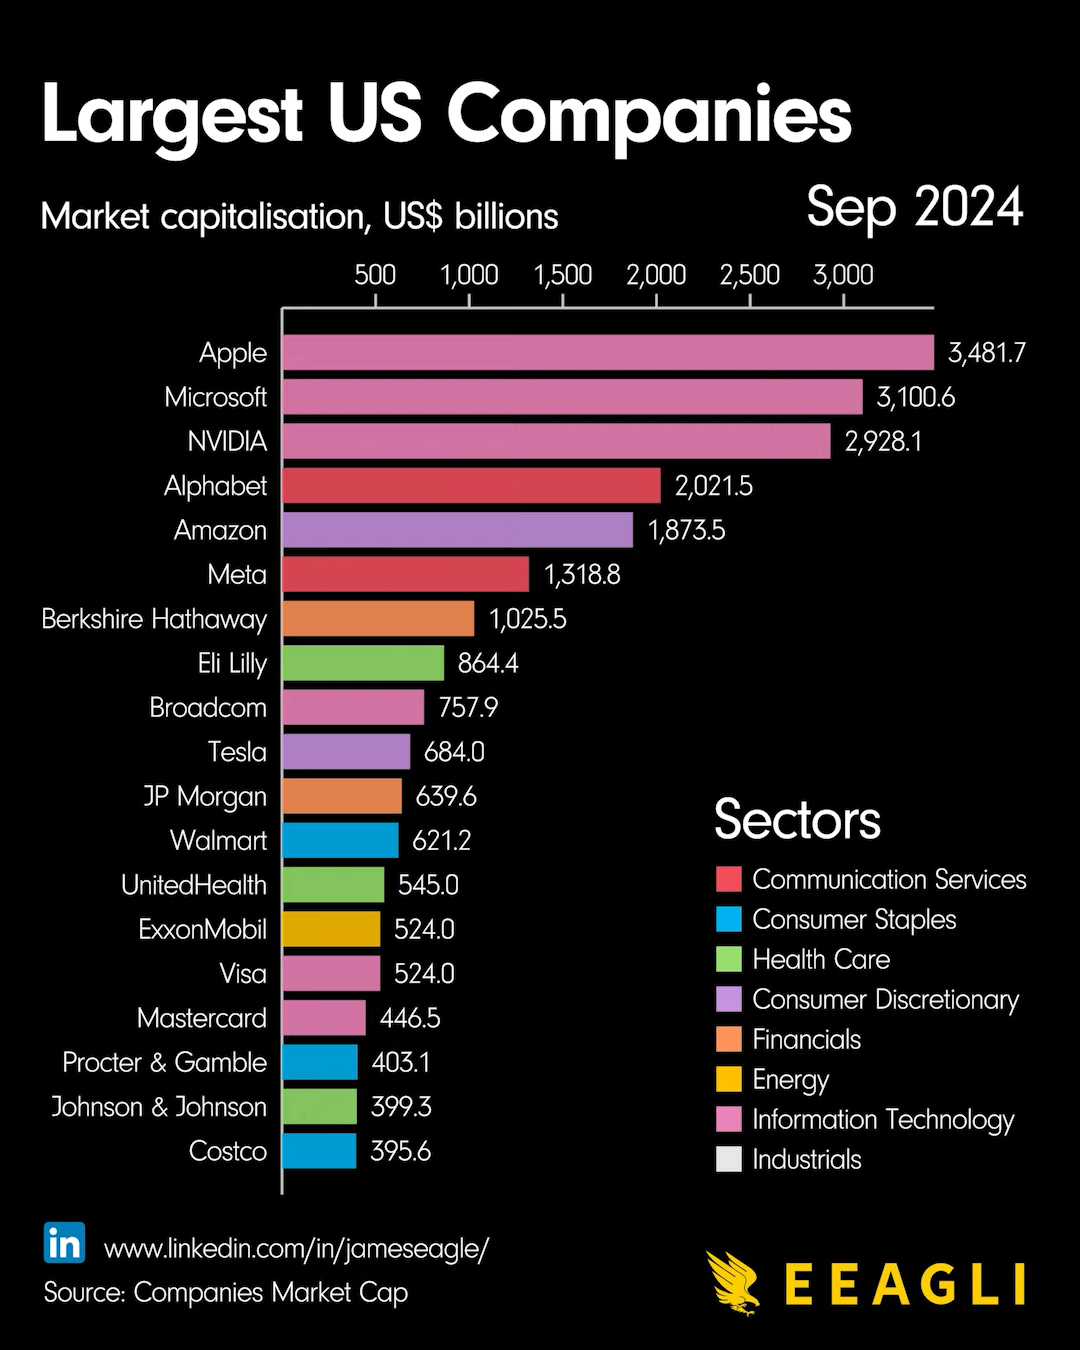 Largest US Companies
Market capitalisation, US$ billions
Sep 2024
500 1,000 1,500 2,000 2,500 3,000
Apple 3,481.7
Microsoft 3,100.6
NVIDIA 2,928.1
Alphabet 2,021.5
Amazon 1,873.5
Meta 1,318.8
Berkshire Hathaway 1,025.5
Eli Lilly 864.4
Broadcom 757.9
Tesla 684.0
JP Morgan 639.6
Walmart 621.2
UnitedHealth 545.0
ExxonMobil 524.0
Visa 524.0
Mastercard 446.5
Procter & Gamble 403.1
Johnson & Johnson 399.3
Costco 395.6
Sectors
Communication Services
Consumer Staples
Health Care
Consumer Discretionary
Financials
Energy
Information Technology
Industrials
in www.linkedin.com/in/jameseagle/
Source: Companies Market Cap
EEAGLI